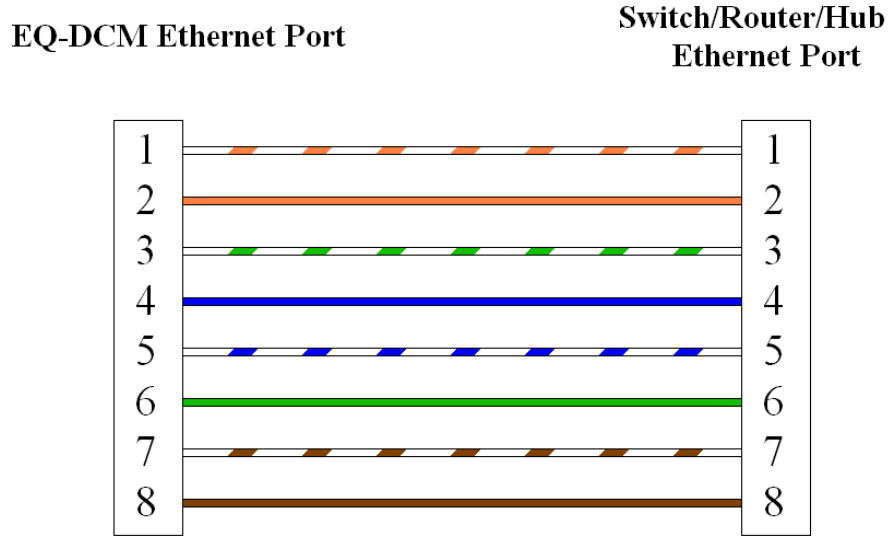 EQ-DCM Ethernet Port
Switch/Router/Hub
Ethernet Port
1 1
2 2
3 3
4 4
5 5
6 6
7 7
8 8